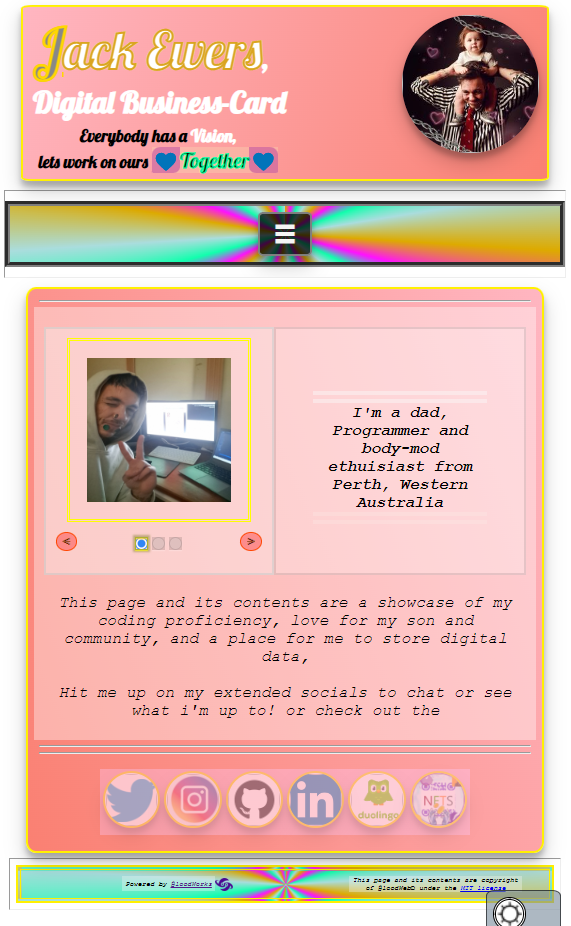 Jack Ewers,
Digital Business-Card
Everybody has a Vision,
lets work on ours 💙Together💙
☰
I'm a dad,
Programmer and
body-mod
ethuisiast from
Perth, Western
Australia
< >
This page and its contents are a showcase of my
coding proficiency, love for my son and
community, and a place for me to store digital
data,
Hit me up on my extended socials to chat or see
what i'm up to! or check out the
in duolingo NFTS
Powered by BloodWorks
This page and its contents are copyright
of BloodWebD under the MIT license